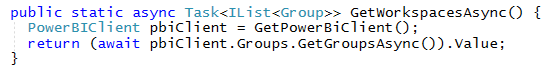 public static async Task<IList<Group>> GetWorkspacesAsync() {
  PowerBIClient pbiClient = GetPowerBiClient();
  return (await pbiClient.Groups.GetGroupsAsync()).Value;
}